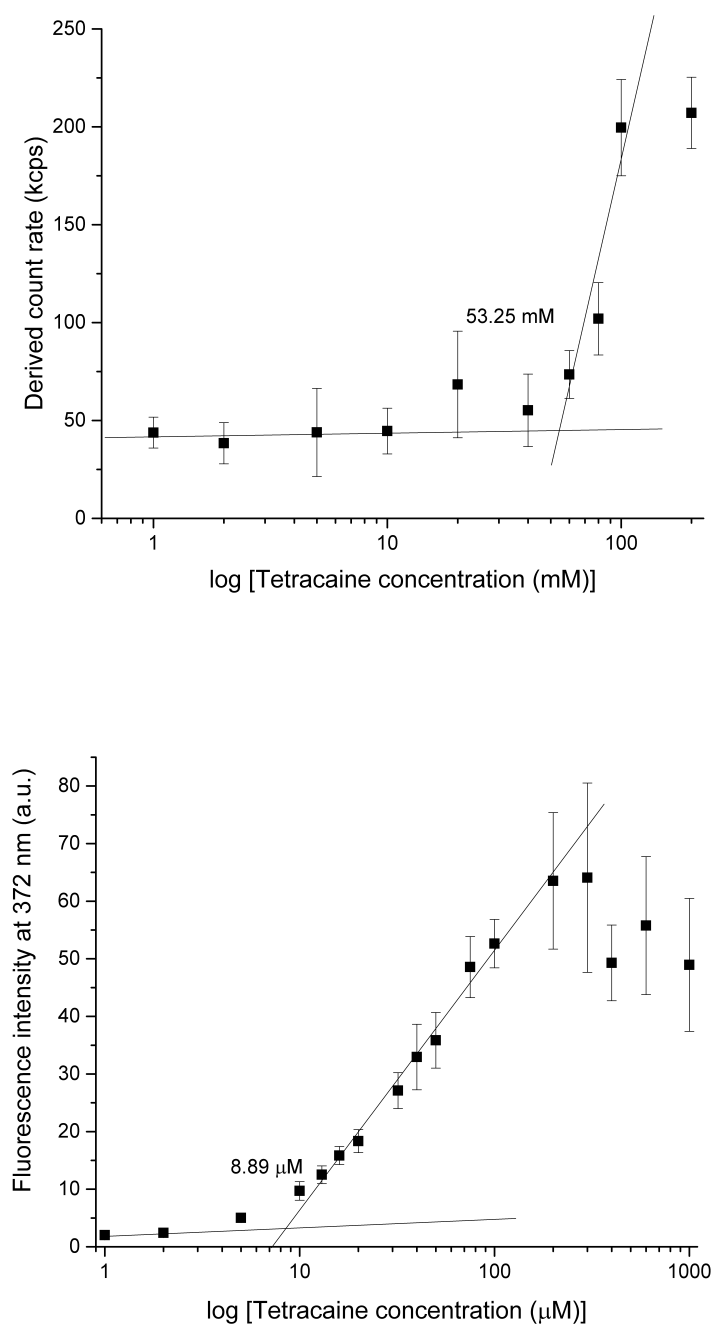 250
200
150
100
50
0
Derived count rate (kcps)
53.25 mM
1 10 100
log [Tetracaine concentration (mM)]
80
70
60
50
40
30
20
10
0
Fluorescence intensity at 372 nm (a.u.)
8.89 μM
1 10 100 1000
log [Tetracaine concentration (μM)]